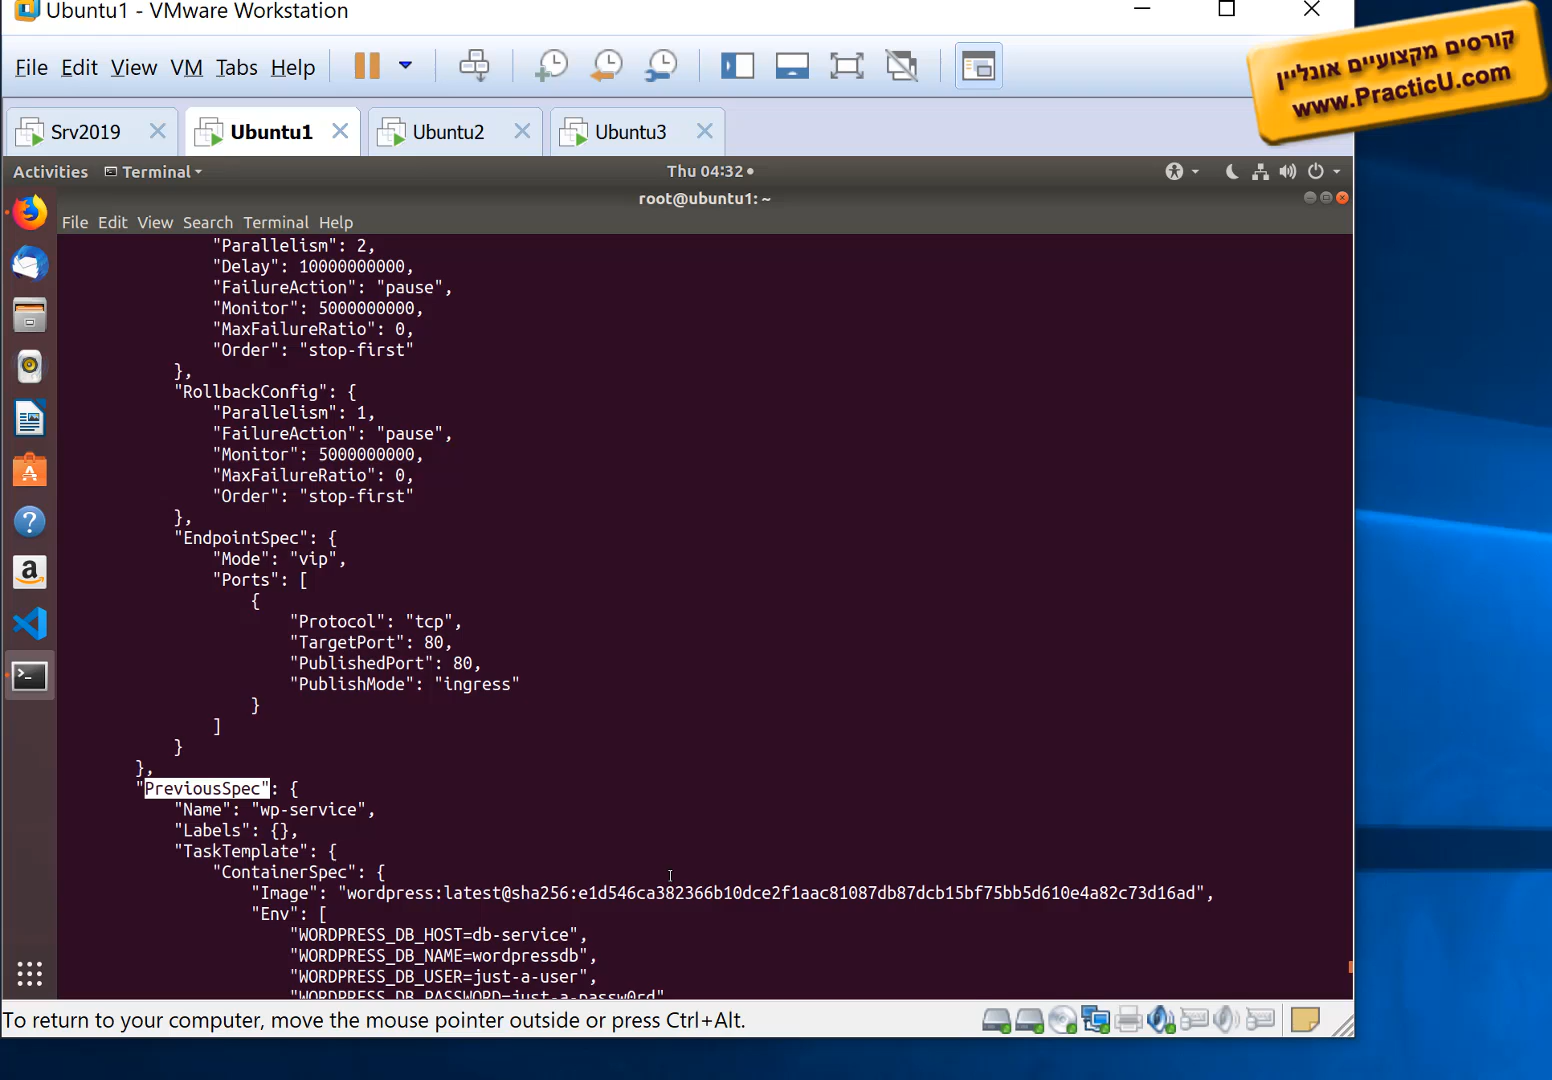 Ubuntu1 - VMware Workstation
File Edit View VM Tabs Help
קורסים מקצועיים אונליין
www.PracticU.com
Srv2019
Ubuntu1
Ubuntu2
Ubuntu3
Activities Terminal Thu 04:32
root@ubuntu1: ~
File Edit View Search Terminal Help
"Parallelism": 2,
"Delay": 10000000000,
"FailureAction": "pause",
"Monitor": 5000000000,
"MaxFailureRatio": 0,
"Order": "stop-first"
},
"RollbackConfig": {
"Parallelism": 1,
"FailureAction": "pause",
"Monitor": 5000000000,
"MaxFailureRatio": 0,
"Order": "stop-first"
},
"EndpointSpec": {
"Mode": "vip",
"Ports": [
{
"Protocol": "tcp",
"TargetPort": 80,
"PublishedPort": 80,
"PublishMode": "ingress"
}
]
}
},
"PreviousSpec": {
"Name": "wp-service",
"Labels": {},
"TaskTemplate": {
"ContainerSpec": {
"Image": "wordpress:latest@sha256:e1d546ca382366b10dce2f1aac81087db87dcb15bf75bb5d610e4a82c73d16ad",
"Env": [
"WORDPRESS_DB_HOST=db-service",
"WORDPRESS_DB_NAME=wordpressdb",
"WORDPRESS_DB_USER=just-a-user",
"WORDPRESS_DB_PASSWORD=just-a-passw0rd"
To return to your computer, move the mouse pointer outside or press Ctrl+Alt.